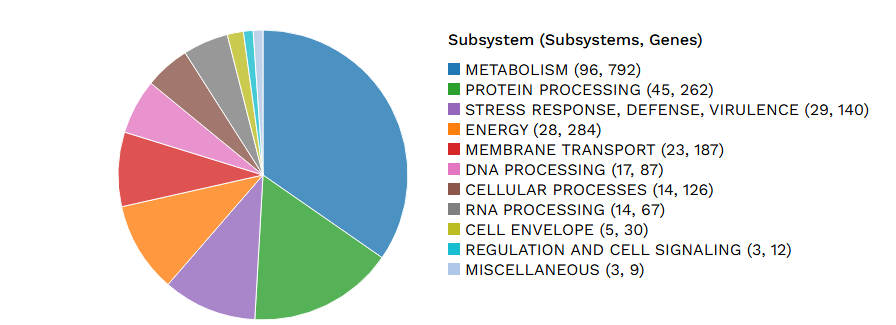 Subsystem (Subsystems, Genes)
METABOLISM (96, 792)
PROTEIN PROCESSING (45, 262)
STRESS RESPONSE, DEFENSE, VIRULENCE (29, 140)
ENERGY (28, 284)
MEMBRANE TRANSPORT (23, 187)
DNA PROCESSING (17, 87)
CELLULAR PROCESSES (14, 126)
RNA PROCESSING (14, 67)
CELL ENVELOPE (5, 30)
REGULATION AND CELL SIGNALING (3, 12)
MISCELLANEOUS (3, 9)